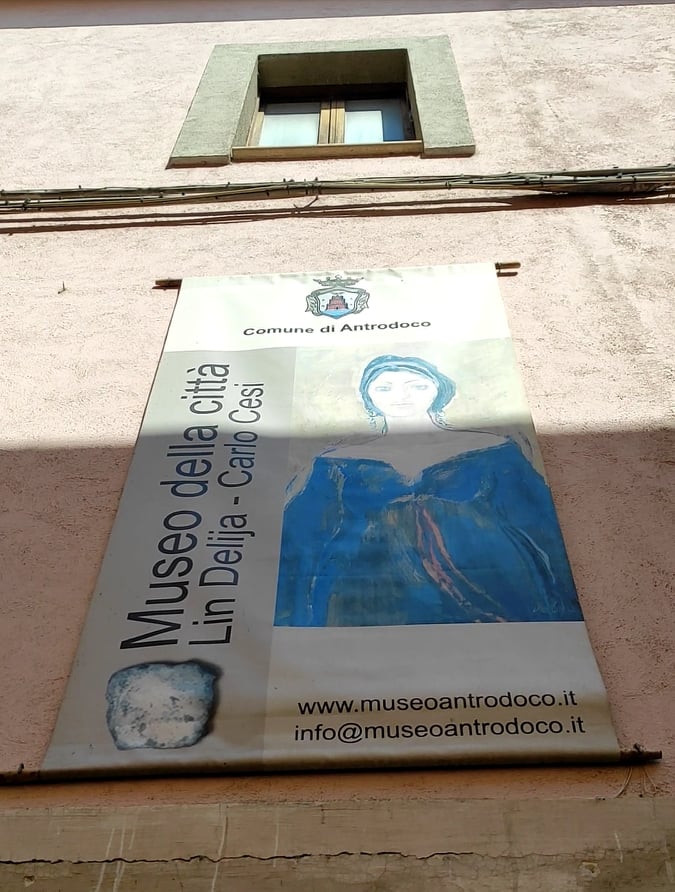 Comune di Antrodoco
Museo della città
Lin Delija - Carlo Cesi
www.museoantrodoco.it
info@museoantrodoco.it